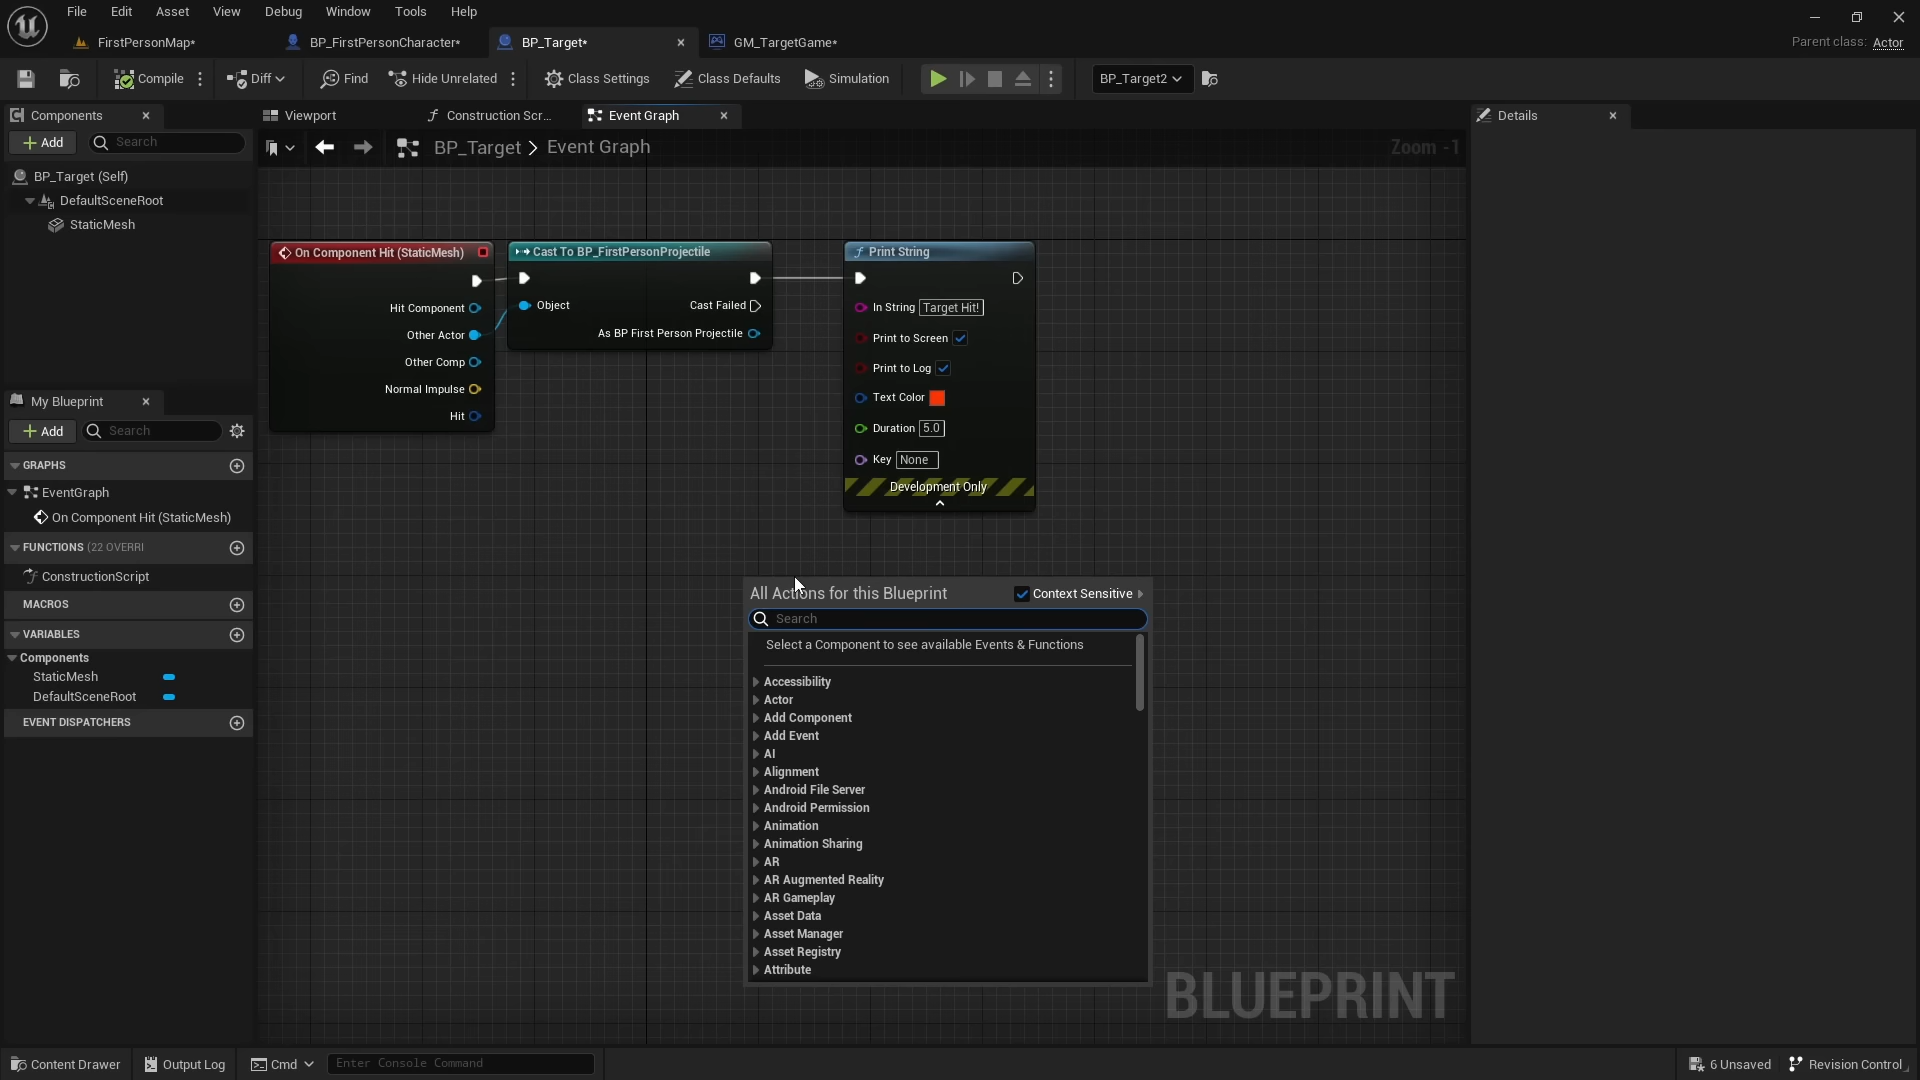 File Edit Asset View Debug Window Tools Help
FirstPersonMap* BP_FirstPersonCharacter* BP_Target* GM_TargetGame*
Parent class: Actor
Compile Diff Find Hide Unrelated Class Settings Class Defaults Simulation BP_Target2
Components
Add Search
BP_Target (Self)
DefaultSceneRoot
StaticMesh
My Blueprint
Add Search
GRAPHS
EventGraph
On Component Hit (StaticMesh)
FUNCTIONS (22 OVERRI
ConstructionScript
MACROS
VARIABLES
Components
StaticMesh
DefaultSceneRoot
EVENT DISPATCHERS
Viewport Construction Scr... Event Graph
BP_Target > Event Graph Zoom -1
On Component Hit (StaticMesh)
Hit Component
Other Actor
Other Comp
Normal Impulse
Hit
Cast To BP_FirstPersonProjectile
Object Cast Failed
As BP First Person Projectile
Print String
In String Target Hit!
Print to Screen
Print to Log
Text Color
Duration 5.0
Key None
Development Only
All Actions for this Blueprint Context Sensitive
Search
Select a Component to see available Events & Functions
Accessibility
Actor
Add Component
Add Event
AI
Alignment
Android File Server
Android Permission
Animation
Animation Sharing
AR
AR Augmented Reality
AR Gameplay
Asset Data
Asset Manager
Asset Registry
Attribute
BLUEPRINT
Details
Content Drawer Output Log Cmd Enter Console Command 6 Unsaved Revision Control